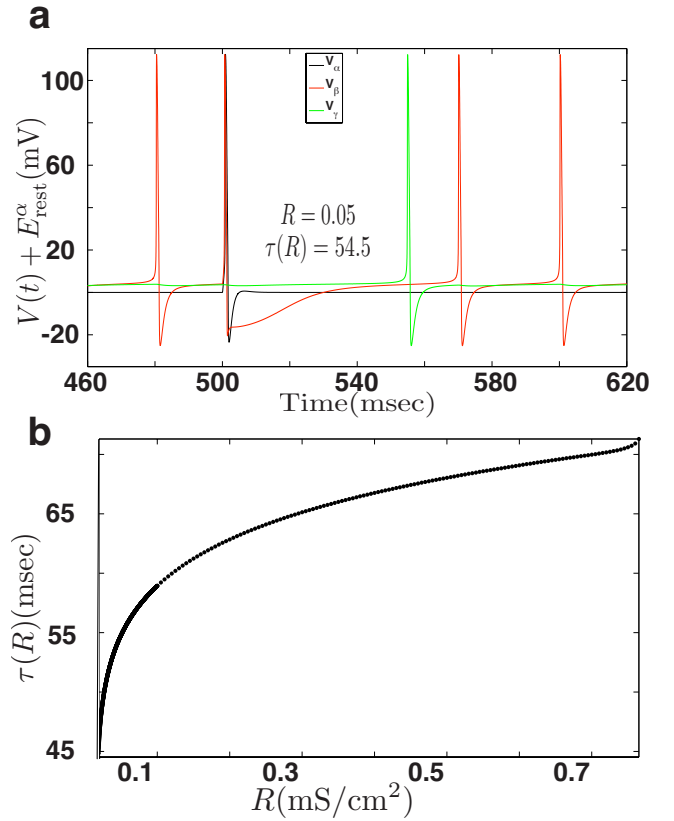 a
V_α
V_β
V_γ
100
60
20
-20
V(t) + E^α_rest(mV)
R = 0.05
τ(R) = 54.5
460 500 540 580 620
Time(msec)
b
65
55
45
τ(R)(msec)
0.1 0.3 0.5 0.7
R(mS/cm²)